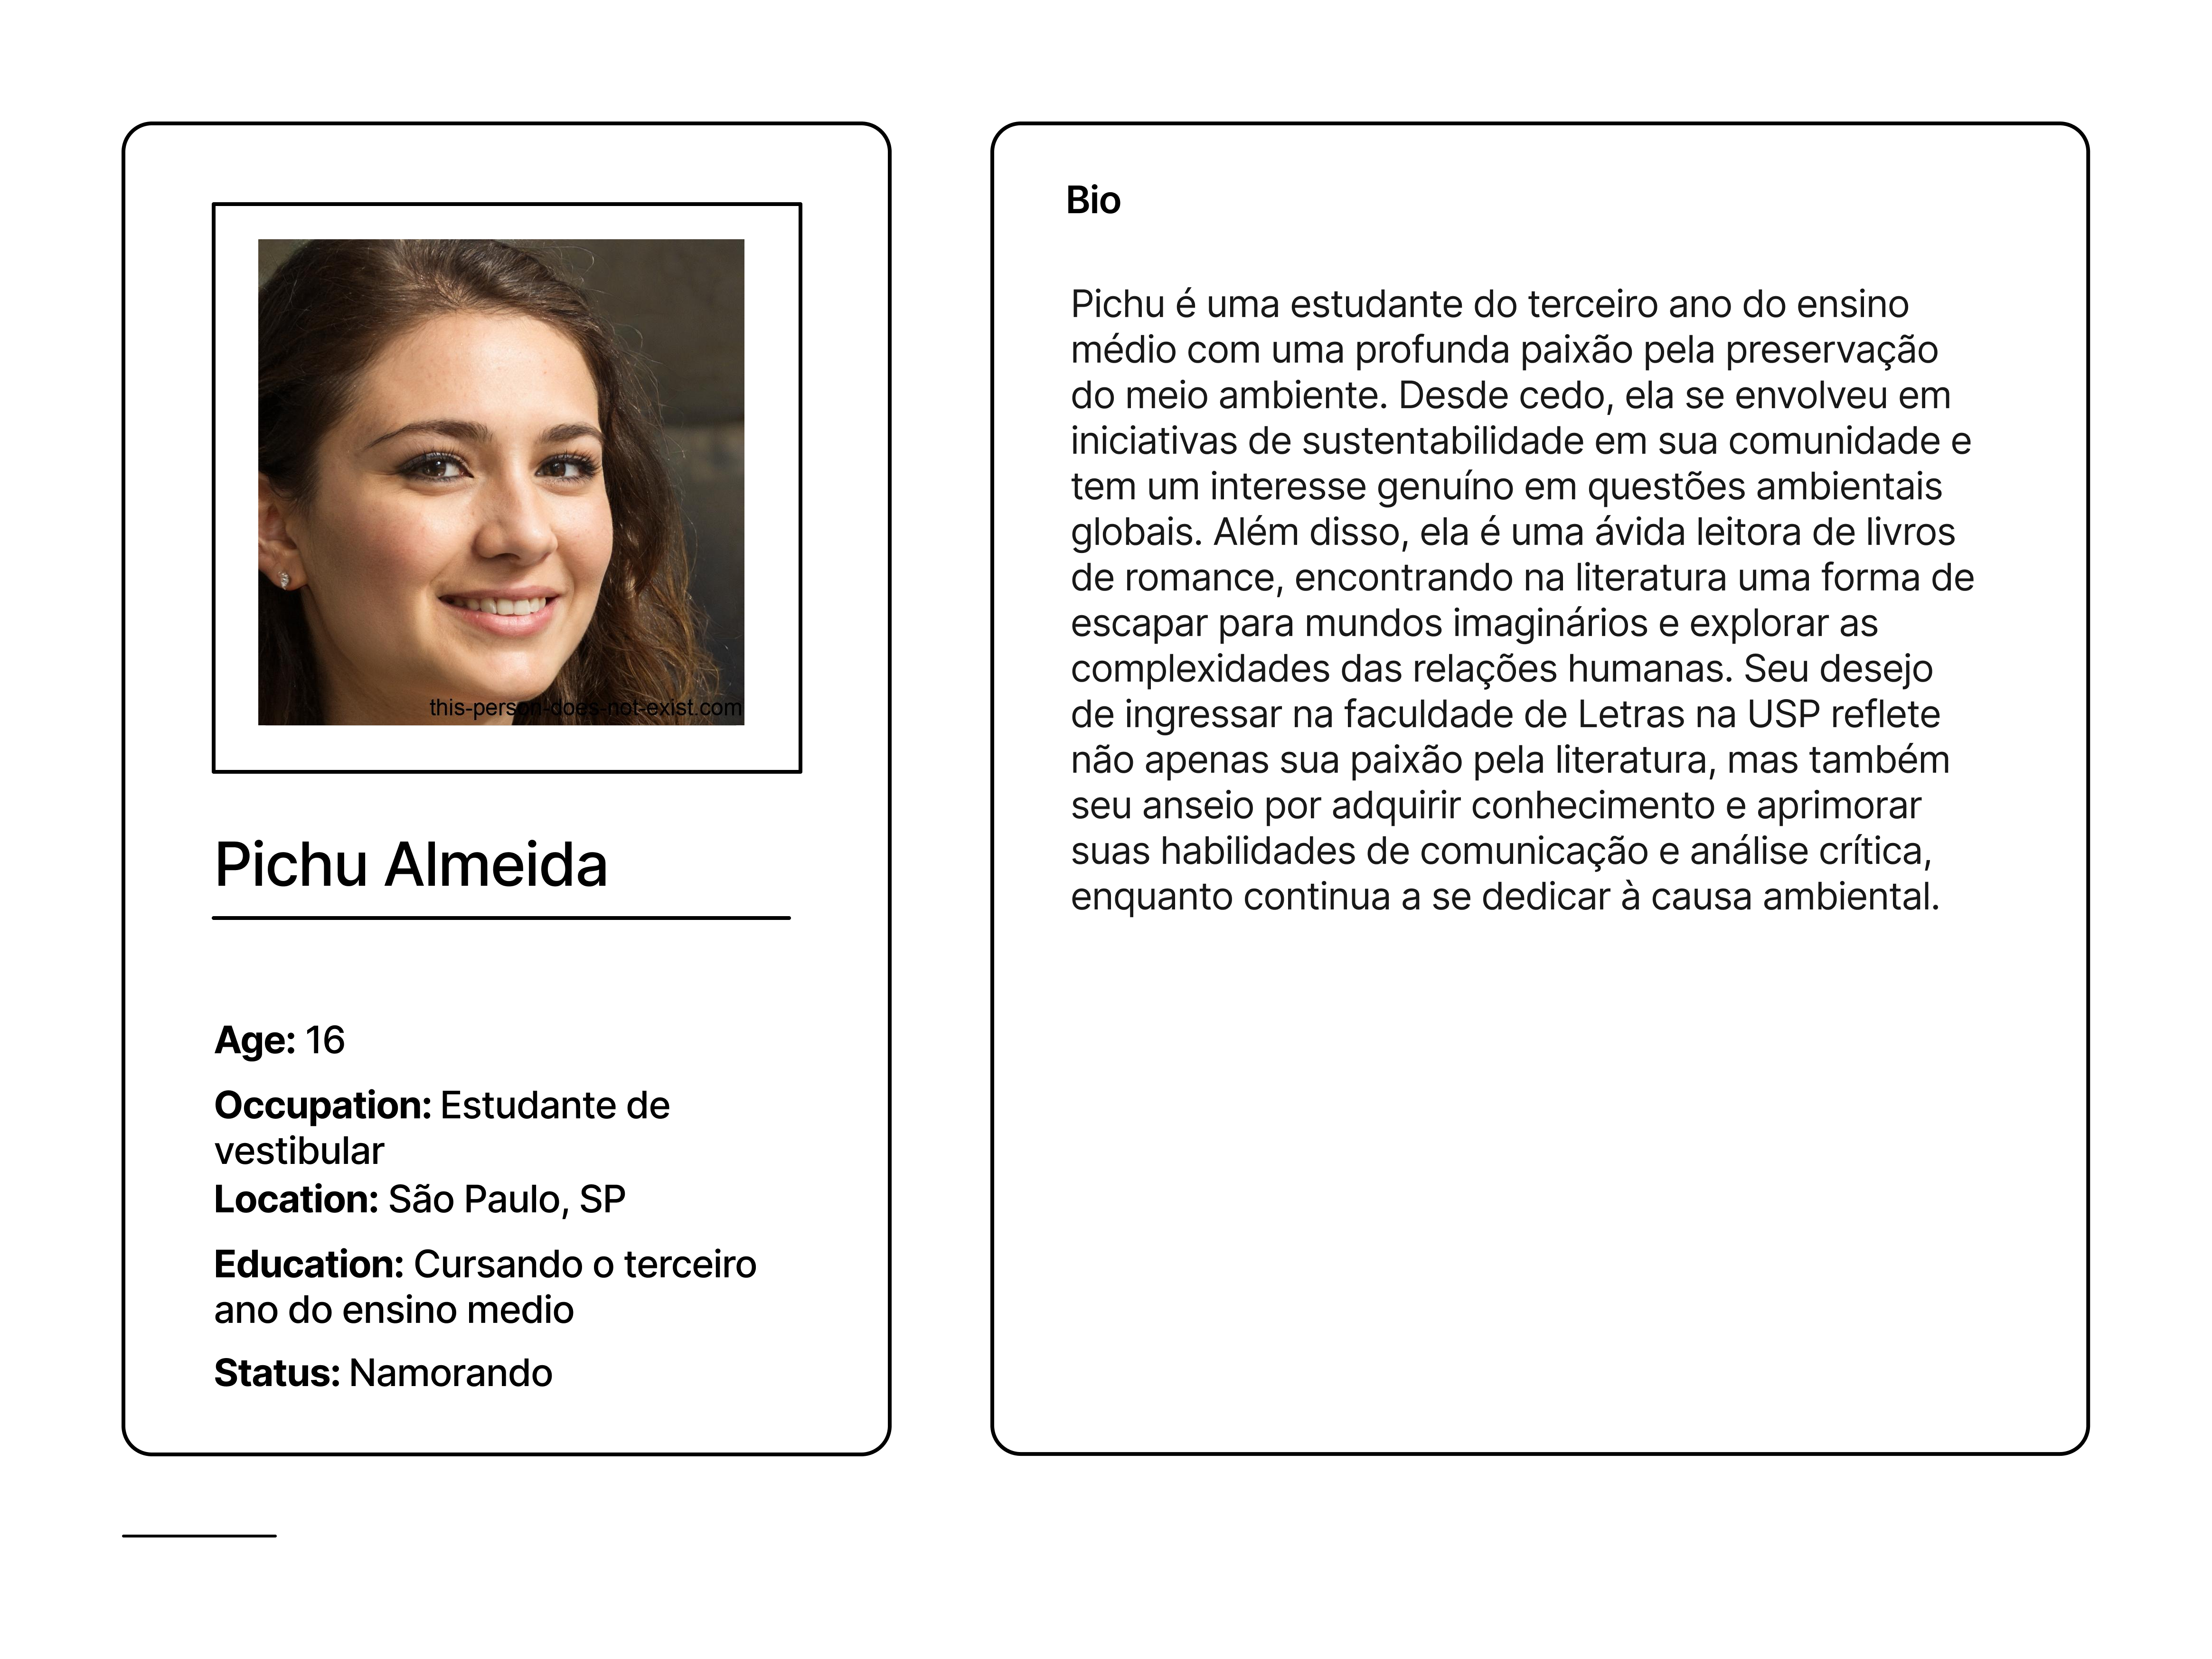 this-person-does-not-exist.com
Pichu Almeida
Age: 16
Occupation: Estudante de
vestibular
Location: São Paulo, SP
Education: Cursando o terceiro
ano do ensino medio
Status: Namorando
Bio
Pichu é uma estudante do terceiro ano do ensino
médio com uma profunda paixão pela preservação
do meio ambiente. Desde cedo, ela se envolveu em
iniciativas de sustentabilidade em sua comunidade e
tem um interesse genuíno em questões ambientais
globais. Além disso, ela é uma ávida leitora de livros
de romance, encontrando na literatura uma forma de
escapar para mundos imaginários e explorar as
complexidades das relações humanas. Seu desejo
de ingressar na faculdade de Letras na USP reflete
não apenas sua paixão pela literatura, mas também
seu anseio por adquirir conhecimento e aprimorar
suas habilidades de comunicação e análise crítica,
enquanto continua a se dedicar à causa ambiental.